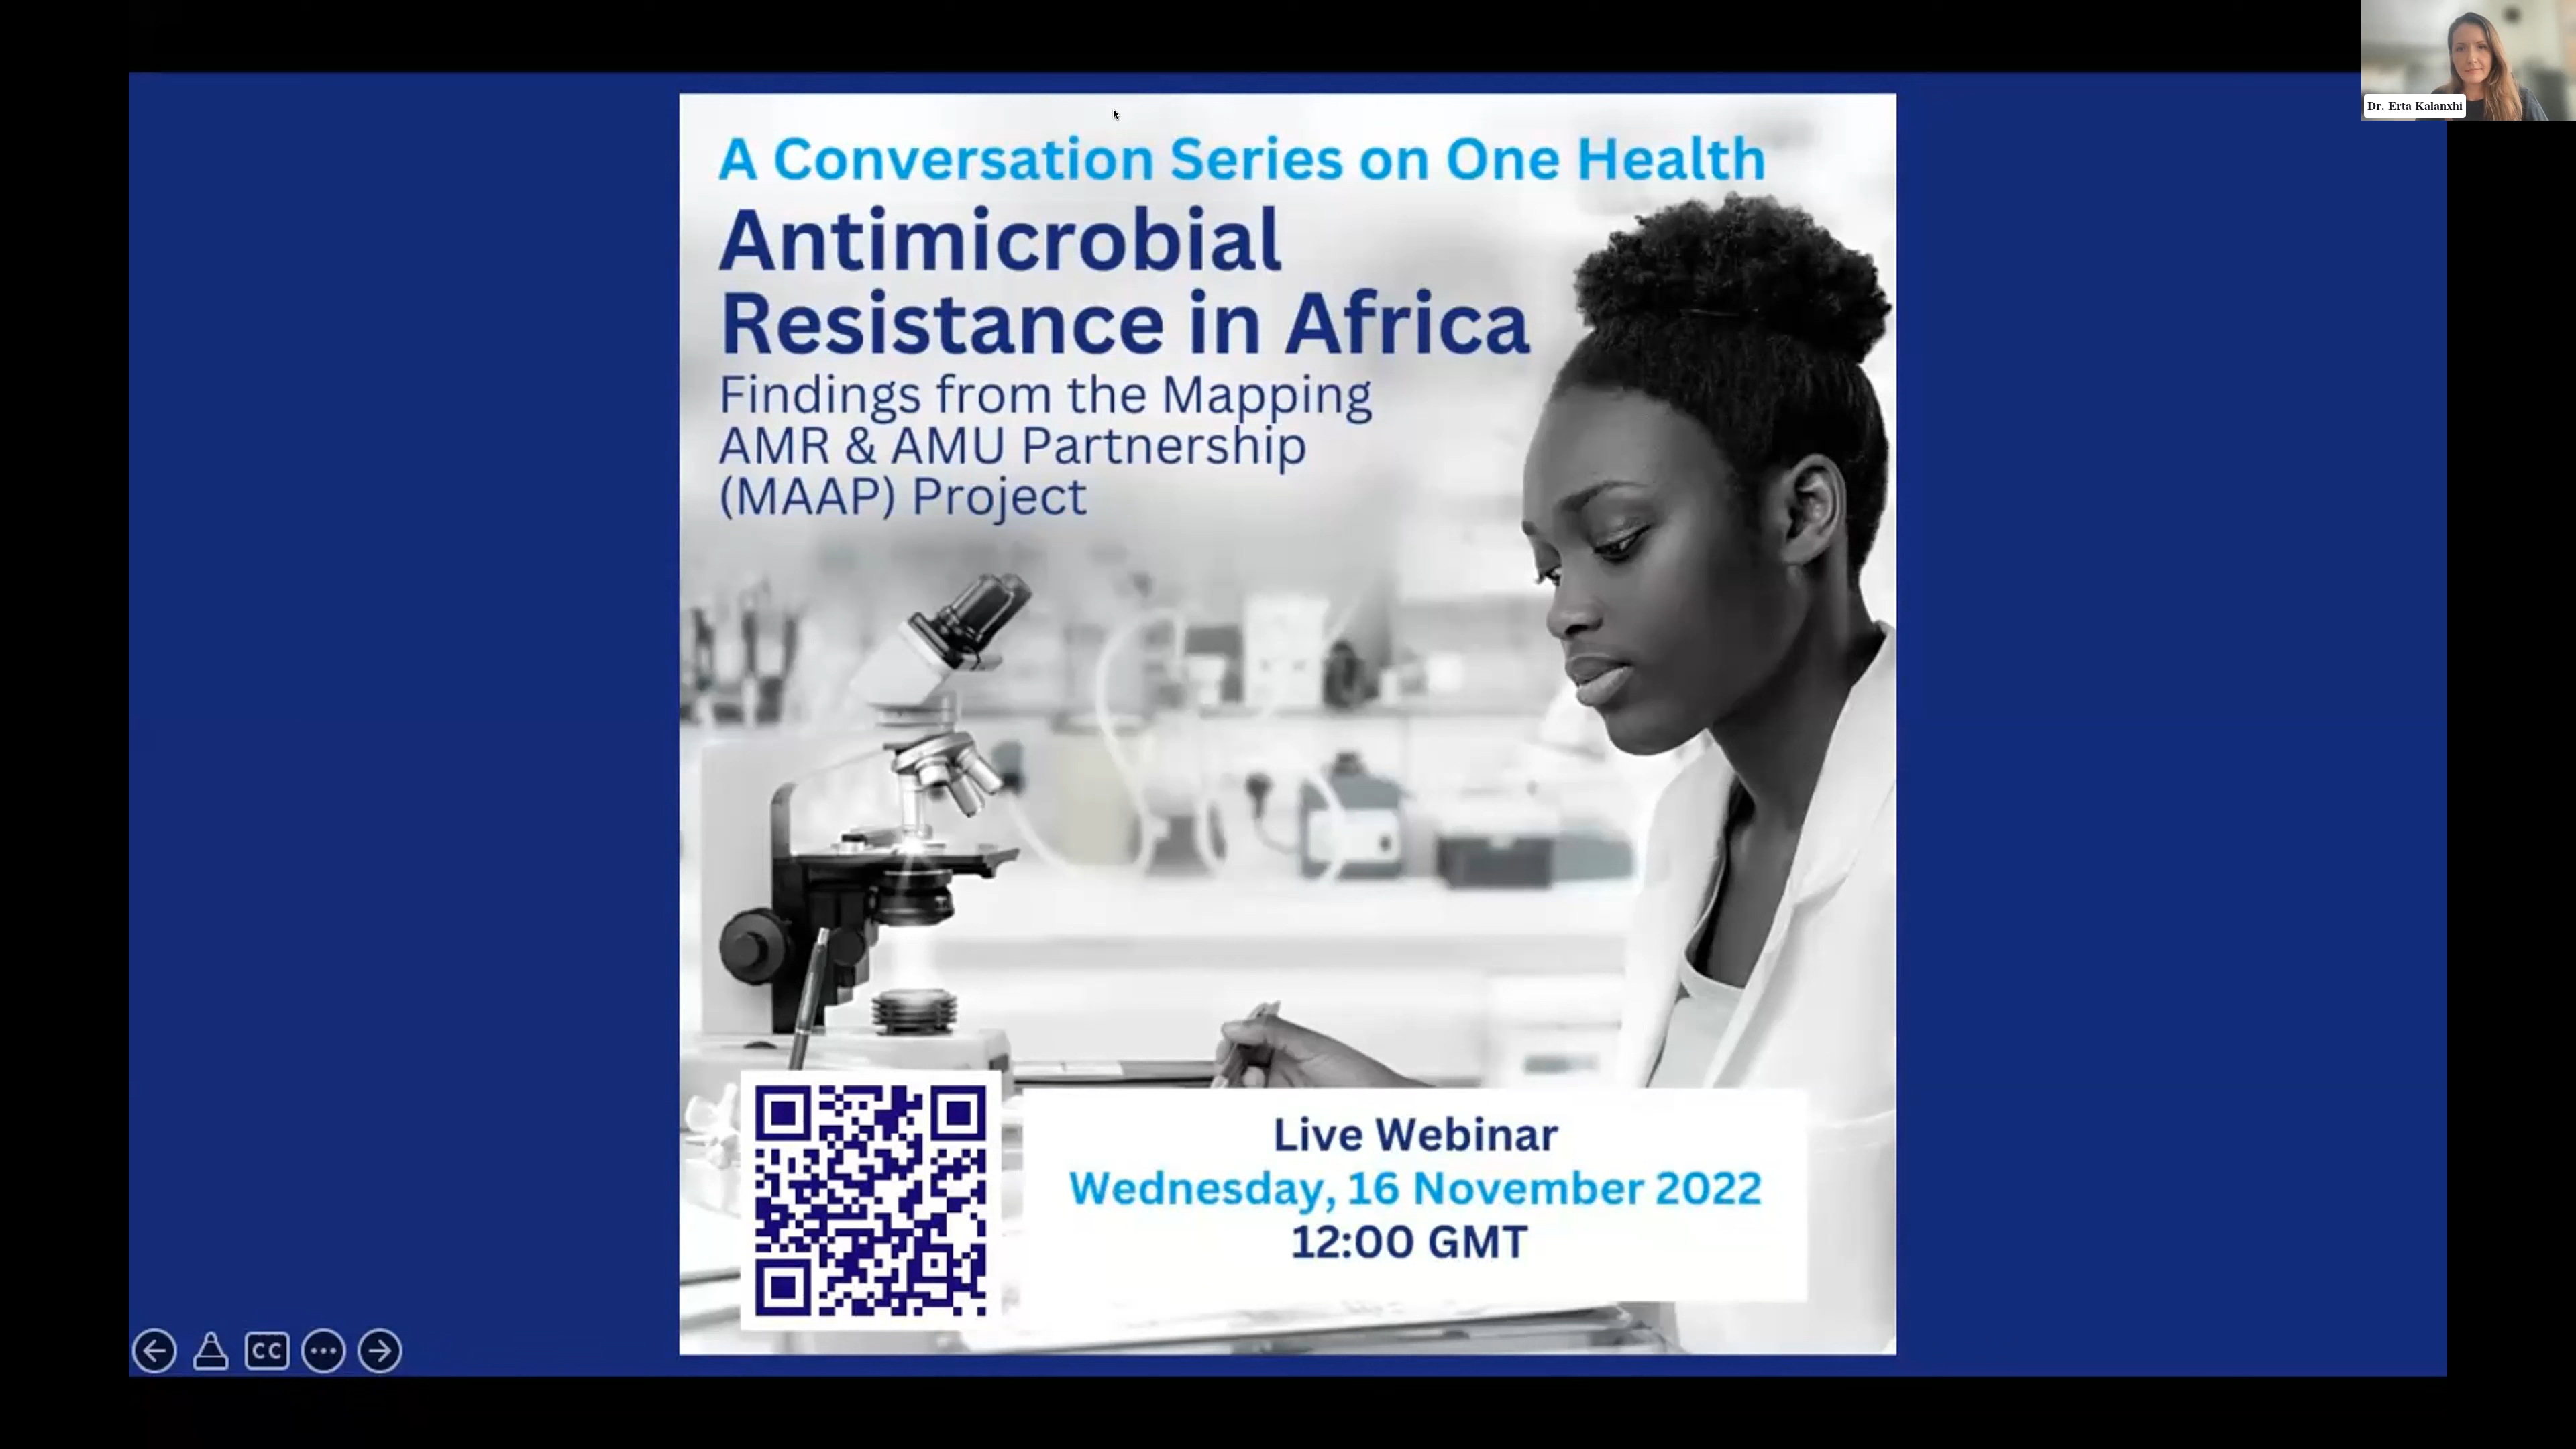 Dr. Erta Kalanxhi
A Conversation Series on One Health
Antimicrobial
Resistance in Africa
Findings from the Mapping
AMR & AMU Partnership
(MAAP) Project
Live Webinar
Wednesday, 16 November 2022
12:00 GMT
CC